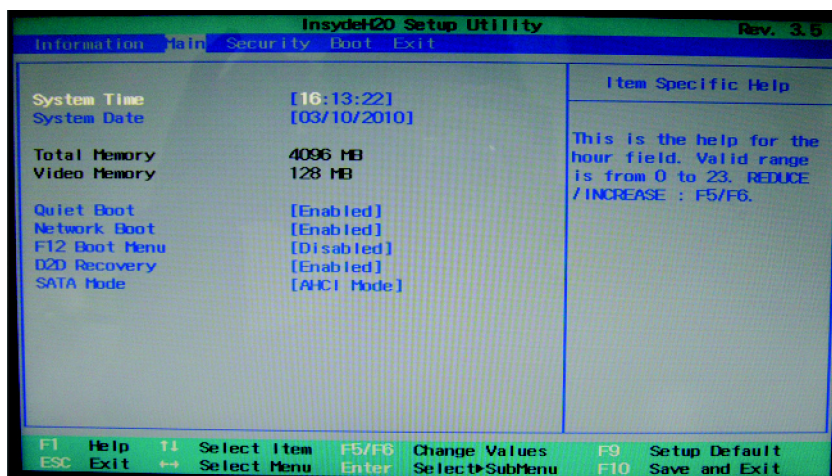 InsydeH2O Setup Utility Rev. 3.5
Information Main Security Boot Exit
Item Specific Help
System Time [16:13:22]
System Date [03/10/2010]
This is the help for the
hour field. Valid range
is from 0 to 23. REDUCE
/INCREASE : F5/F6.
Total Memory 4096 MB
Video Memory 128 MB
Quiet Boot [Enabled]
Network Boot [Enabled]
F12 Boot Menu [Disabled]
D2D Recovery [Enabled]
SATA Mode [AHCI Mode]
F1 Help ↑↓ Select Item F5/F6 Change Values F9 Setup Default
ESC Exit ↔ Select Menu Enter Select▶SubMenu F10 Save and Exit